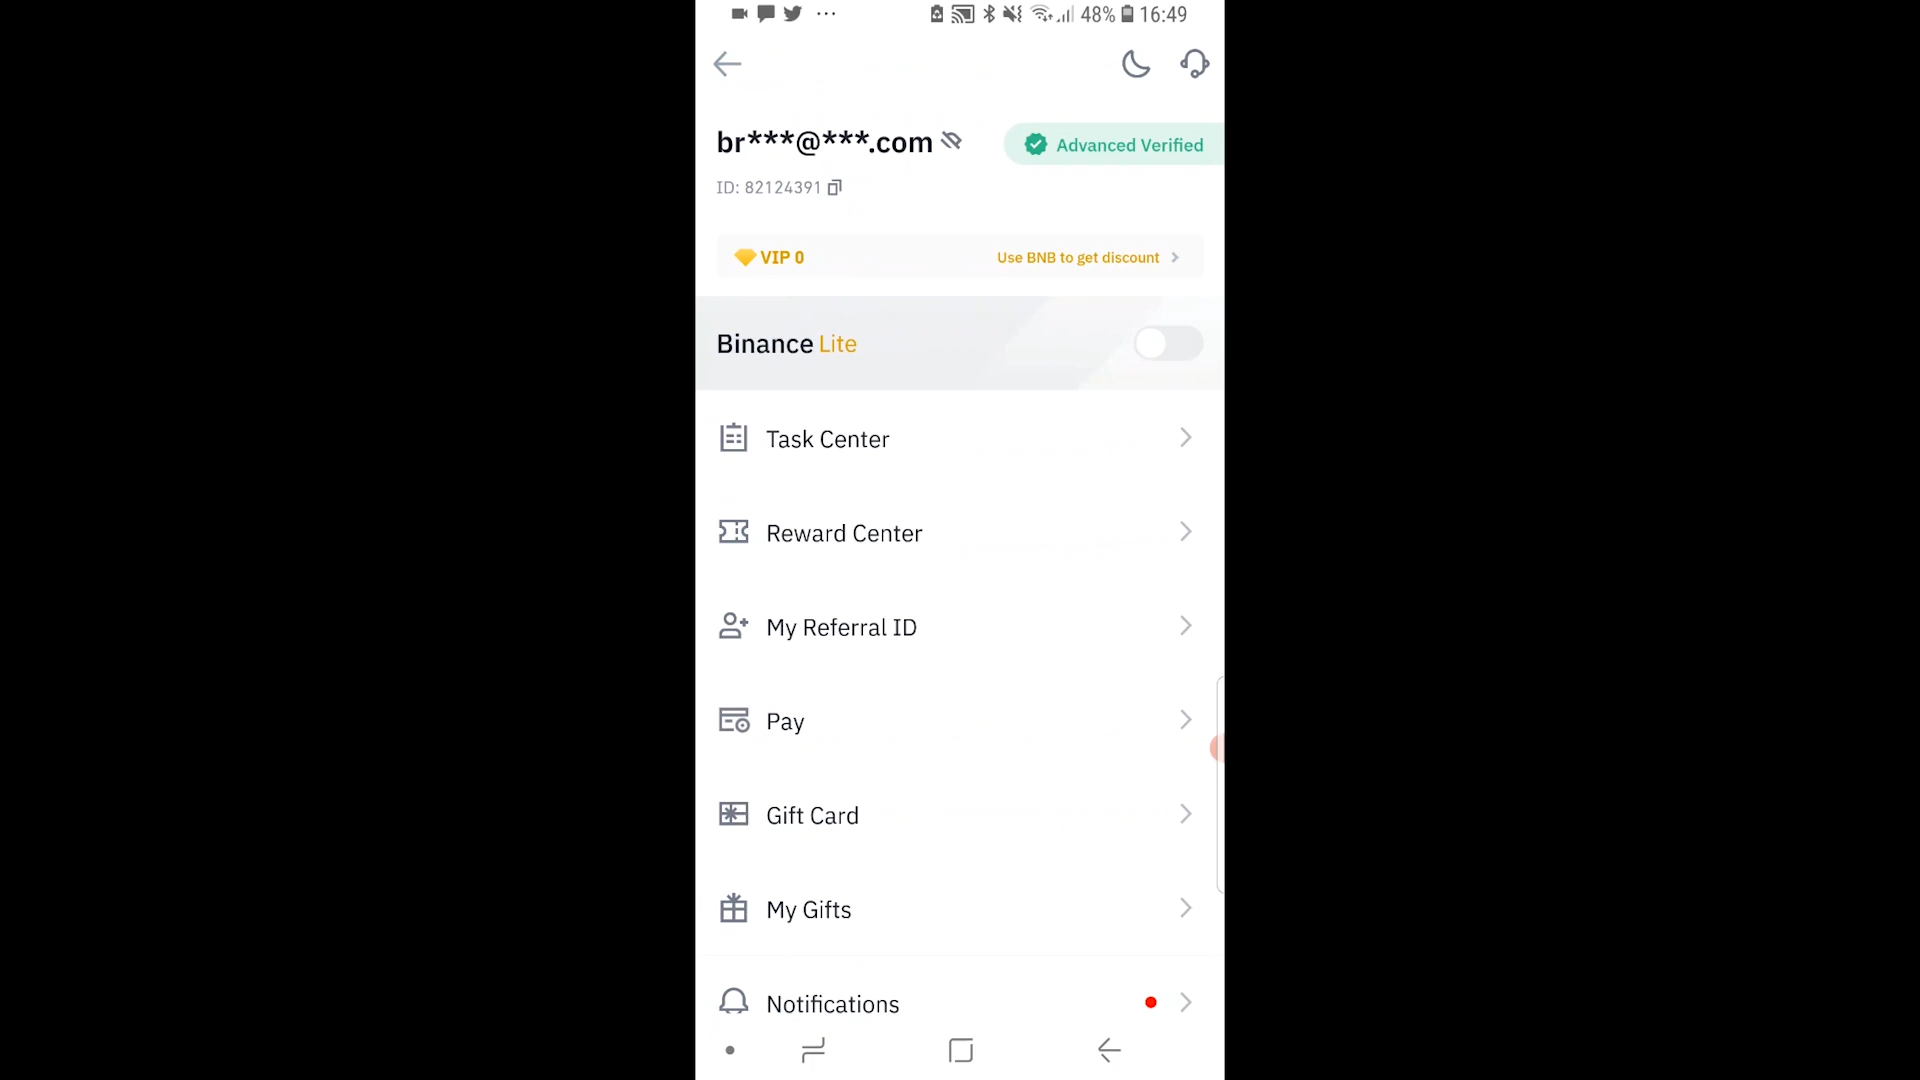 48% 16:49
br***@***.com
Advanced Verified
ID: 82124391
VIP 0
Use BNB to get discount
Binance Lite
Task Center
Reward Center
My Referral ID
Pay
Gift Card
My Gifts
Notifications